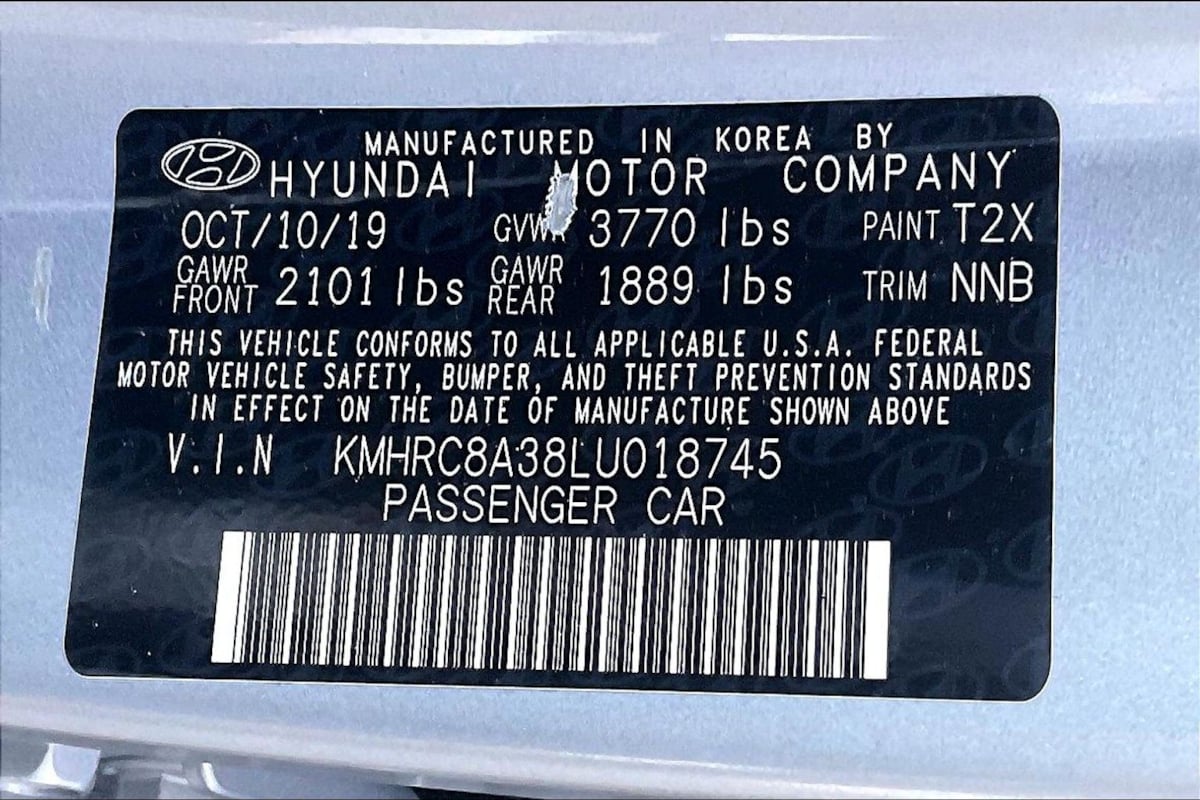 MANUFACTURED IN KOREA BY
HYUNDAI MOTOR COMPANY
OCT/10/19 GVWR 3770 lbs PAINT T2X
GAWR FRONT 2101 lbs GAWR REAR 1889 lbs TRIM NNB
THIS VEHICLE CONFORMS TO ALL APPLICABLE U.S.A. FEDERAL
MOTOR VEHICLE SAFETY, BUMPER, AND THEFT PREVENTION STANDARDS
IN EFFECT ON THE DATE OF MANUFACTURE SHOWN ABOVE
V.I.N KMHRC8A38LU018745
PASSENGER CAR